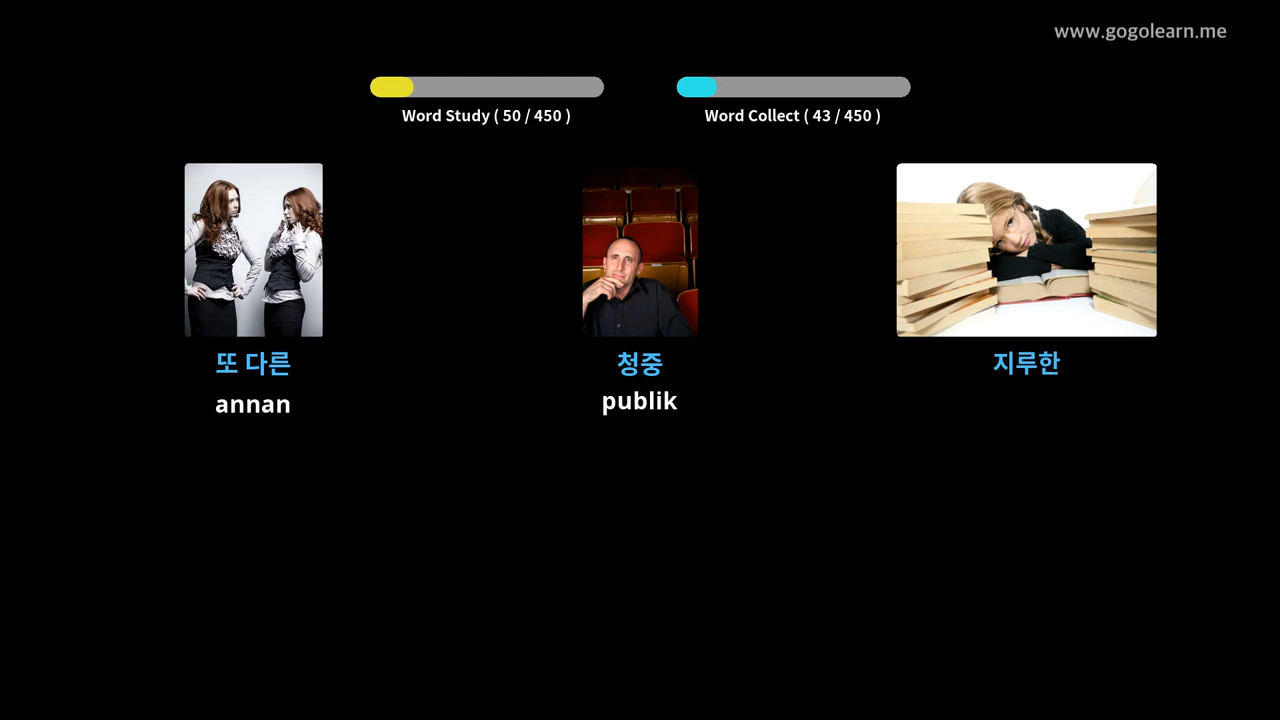 www.gogolearn.me
Word Study ( 50 / 450 )
Word Collect ( 43 / 450 )
또 다른
annan
청중
publik
지루한